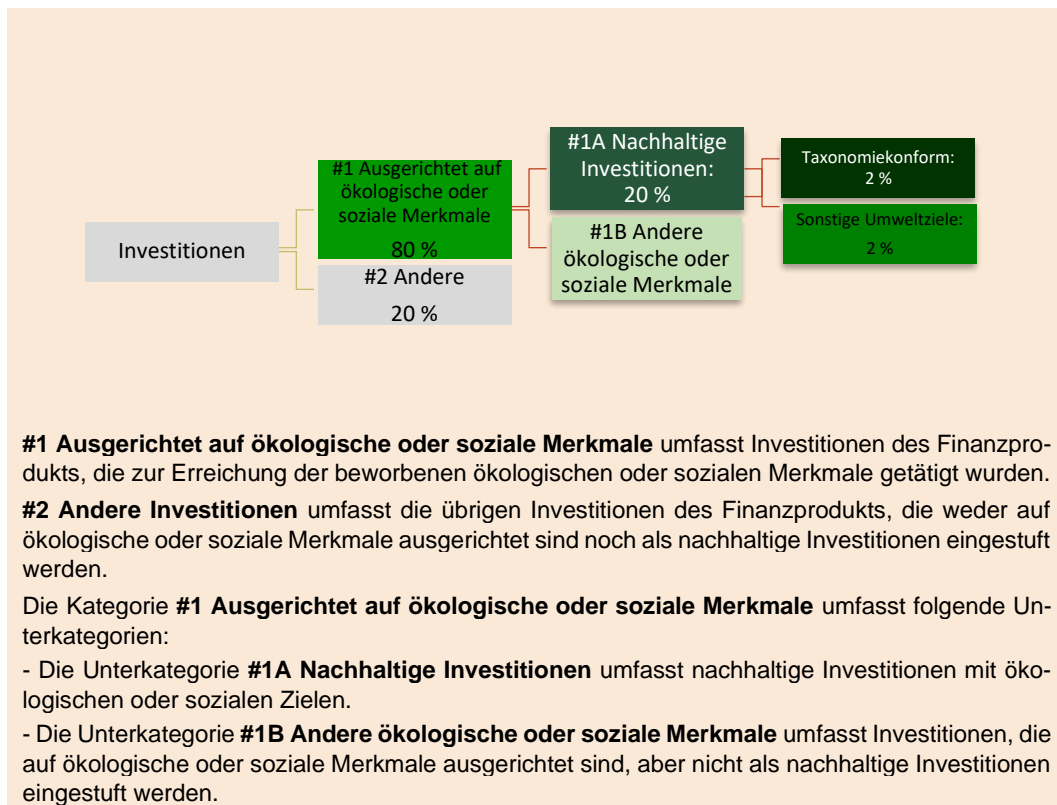 Investitionen
#1 Ausgerichtet auf
ökologische oder
soziale Merkmale
80 %
#2 Andere
20 %
#1A Nachhaltige
Investitionen:
20 %
#1B Andere
ökologische oder
soziale Merkmale
Taxonomiekonform:
2 %
Sonstige Umweltziele:
2 %
#1 Ausgerichtet auf ökologische oder soziale Merkmale umfasst Investitionen des Finanzpro-
dukts, die zur Erreichung der beworbenen ökologischen oder sozialen Merkmale getätigt wurden.
#2 Andere Investitionen umfasst die übrigen Investitionen des Finanzprodukts, die weder auf
ökologische oder soziale Merkmale ausgerichtet sind noch als nachhaltige Investitionen eingestuft
werden.
Die Kategorie #1 Ausgerichtet auf ökologische oder soziale Merkmale umfasst folgende Un-
terkategorien:
- Die Unterkategorie #1A Nachhaltige Investitionen umfasst nachhaltige Investitionen mit öko-
logischen oder sozialen Zielen.
- Die Unterkategorie #1B Andere ökologische oder soziale Merkmale umfasst Investitionen, die
auf ökologische oder soziale Merkmale ausgerichtet sind, aber nicht als nachhaltige Investitionen
eingestuft werden.